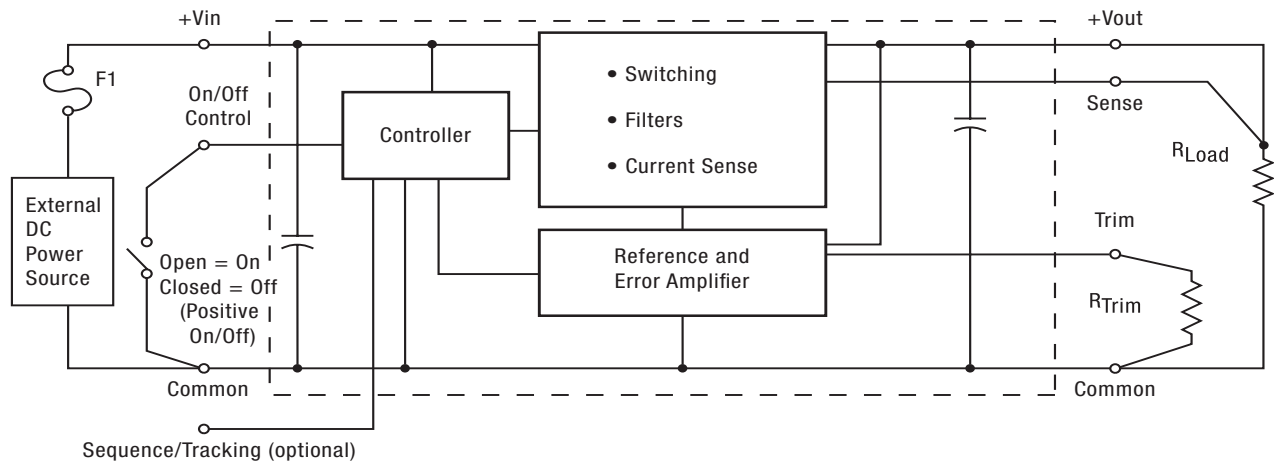 +Vin
+Vout
F1
On/Off
Control
Controller
• Switching
• Filters
• Current Sense
Sense
RLoad
External
DC
Power
Source
Open = On
Closed = Off
(Positive
On/Off)
Reference and
Error Amplifier
Trim
RTrim
Common
Common
Sequence/Tracking (optional)